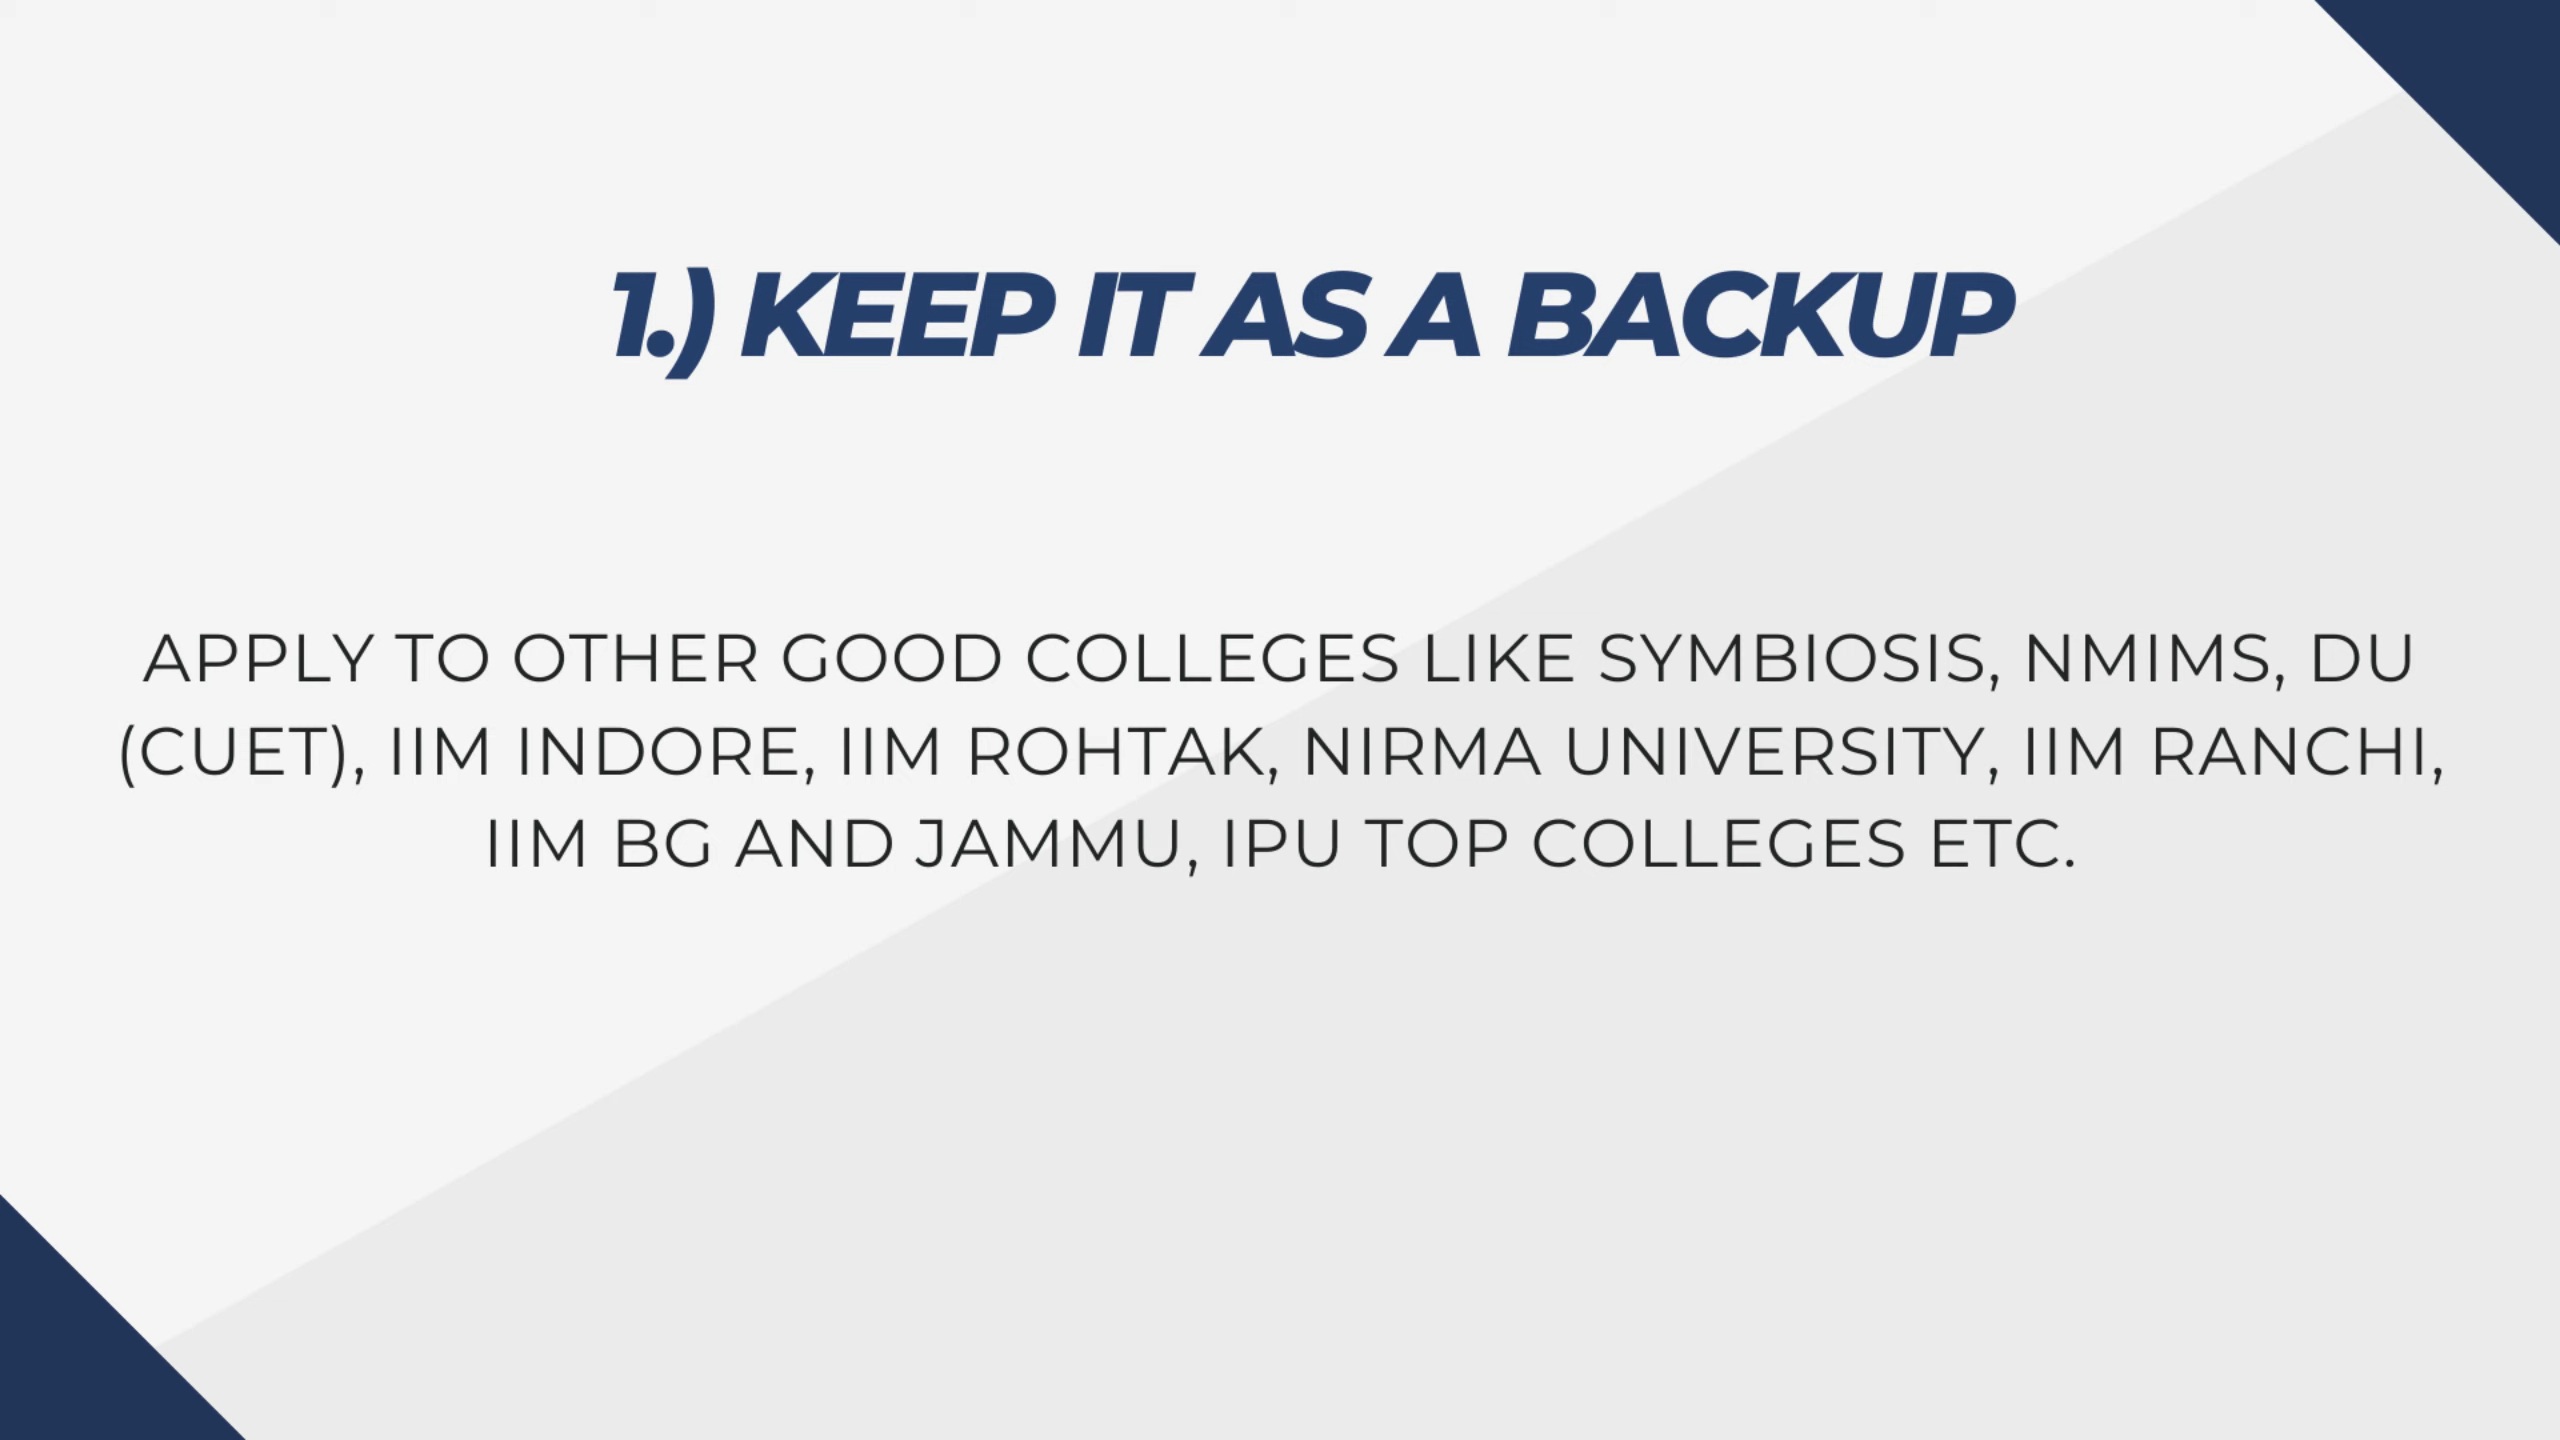 1.) KEEP IT AS A BACKUP
APPLY TO OTHER GOOD COLLEGES LIKE SYMBIOSIS, NMIMS, DU
(CUET), IIM INDORE, IIM ROHTAK, NIRMA UNIVERSITY, IIM RANCHI,
IIM BG AND JAMMU, IPU TOP COLLEGES ETC.